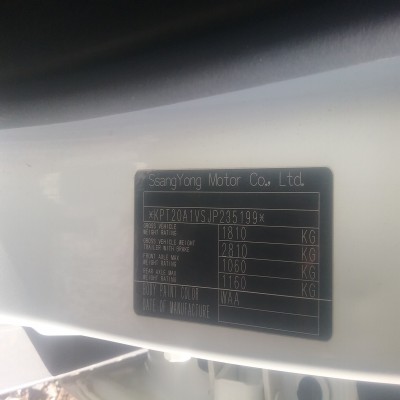 SsangYong Motor Co., Ltd.
*KPT20A1VSJP235199*
GROSS VEHICLE WEIGHT RATING 1810 KG
GROSS VEHICLE WEIGHT TRAILER WITH BRAKE 2810 KG
FRONT AXLE MAX WEIGHT RATING 1060 KG
REAR AXLE MAX WEIGHT RATING 1160 KG
BODY PAINT COLOR WAA
DATE OF MANUFACTURE